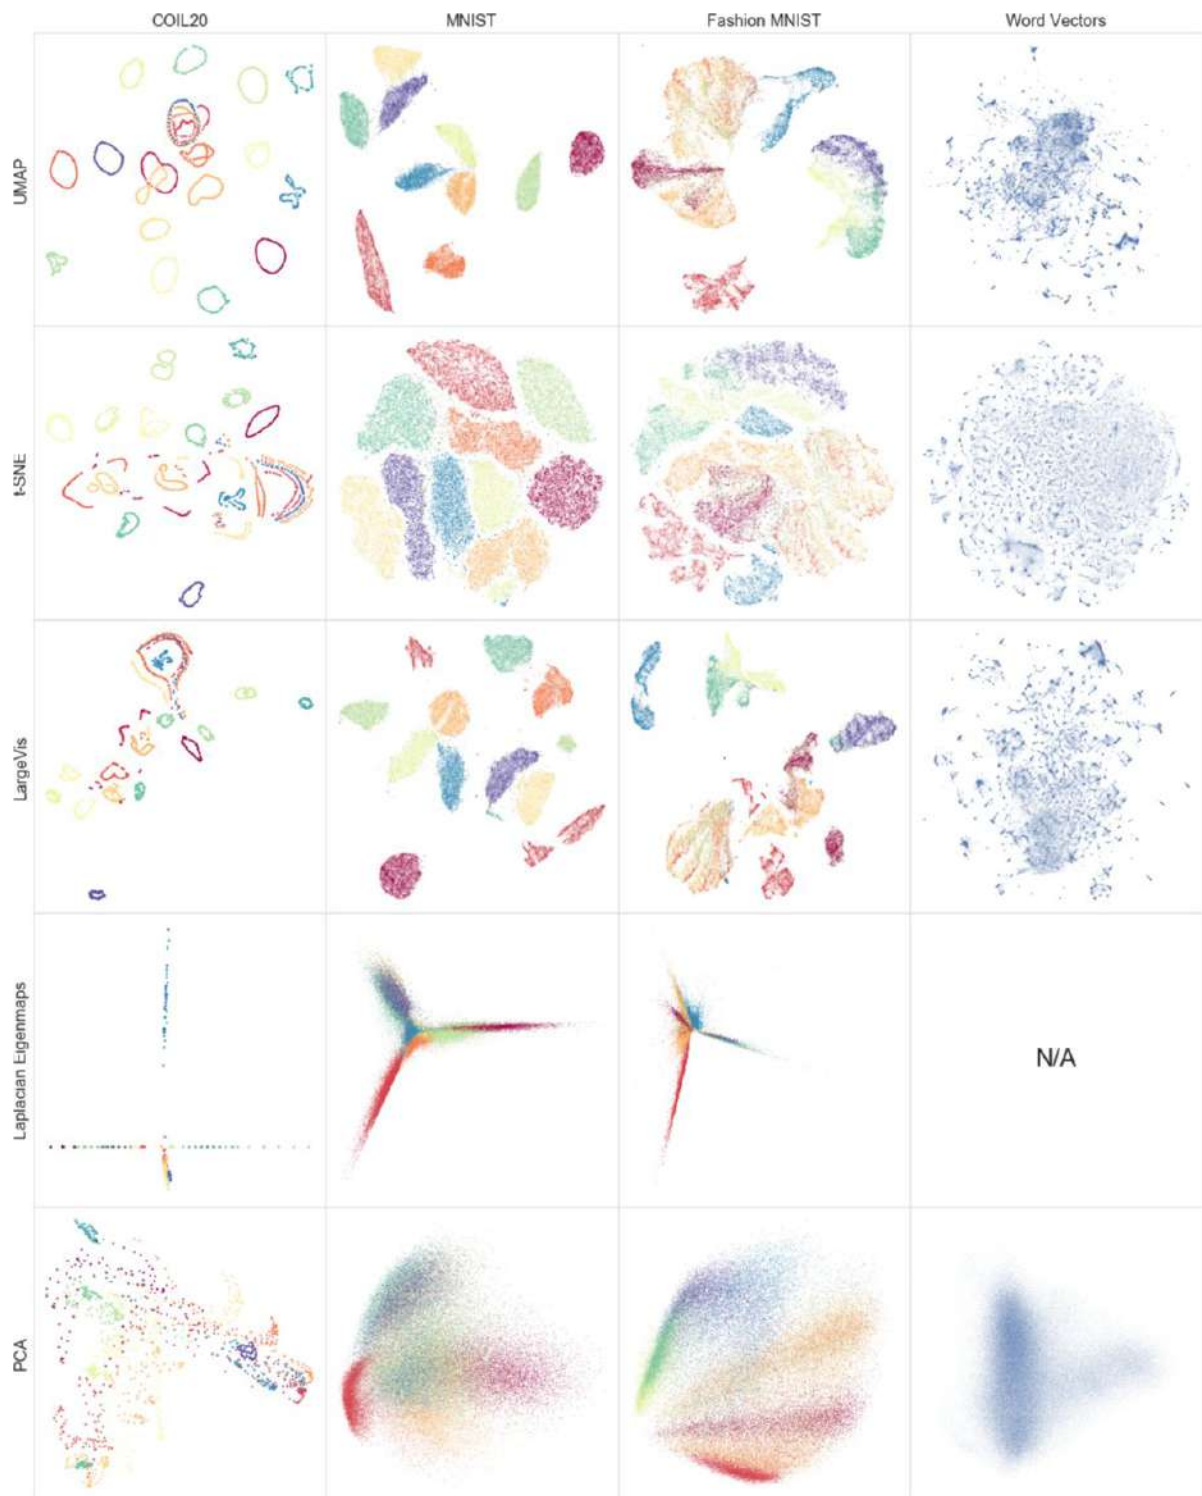 COIL20 MNIST Fashion MNIST Word Vectors
UMAP
t-SNE
LargeVis
Laplacian Eigenmaps
N/A
PCA